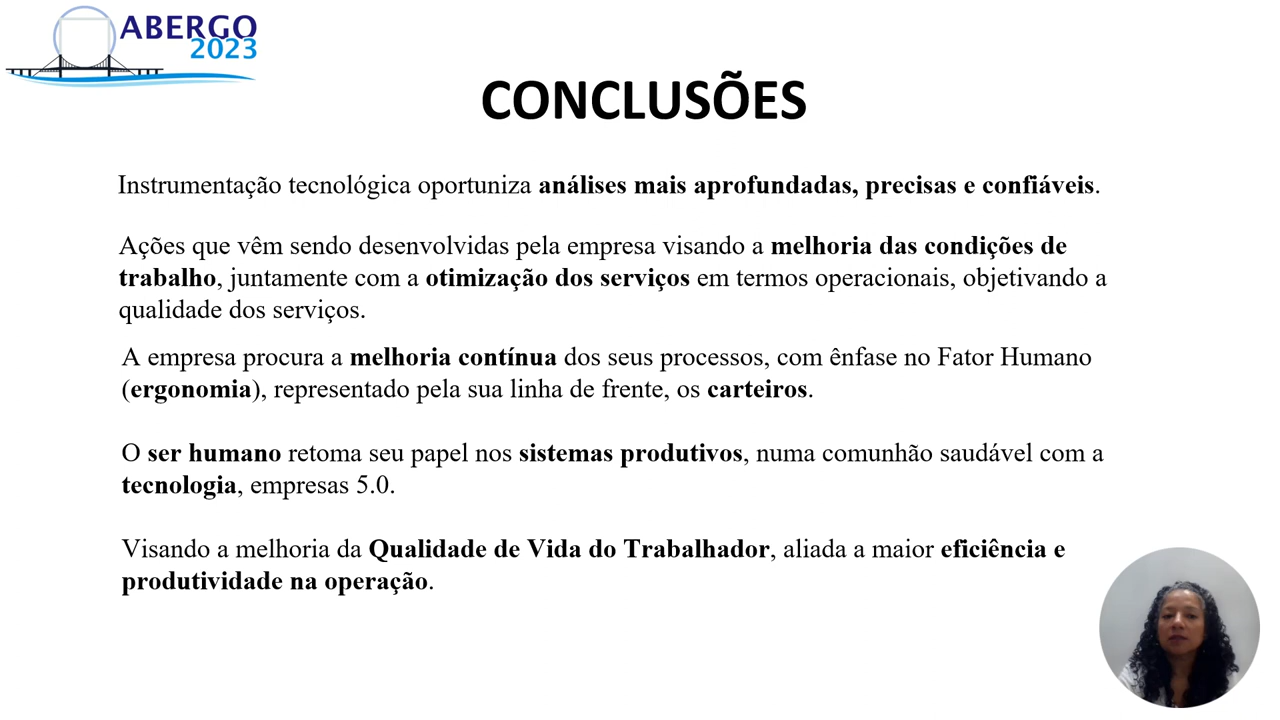 ABERGO
2023
CONCLUSÕES
Instrumentação tecnológica oportuniza análises mais aprofundadas, precisas e confiáveis.
Ações que vêm sendo desenvolvidas pela empresa visando a melhoria das condições de
trabalho, juntamente com a otimização dos serviços em termos operacionais, objetivando a
qualidade dos serviços.
A empresa procura a melhoria contínua dos seus processos, com ênfase no Fator Humano
(ergonomia), representado pela sua linha de frente, os carteiros.
O ser humano retoma seu papel nos sistemas produtivos, numa comunhão saudável com a
tecnologia, empresas 5.0.
Visando a melhoria da Qualidade de Vida do Trabalhador, aliada a maior eficiência e
produtividade na operação.